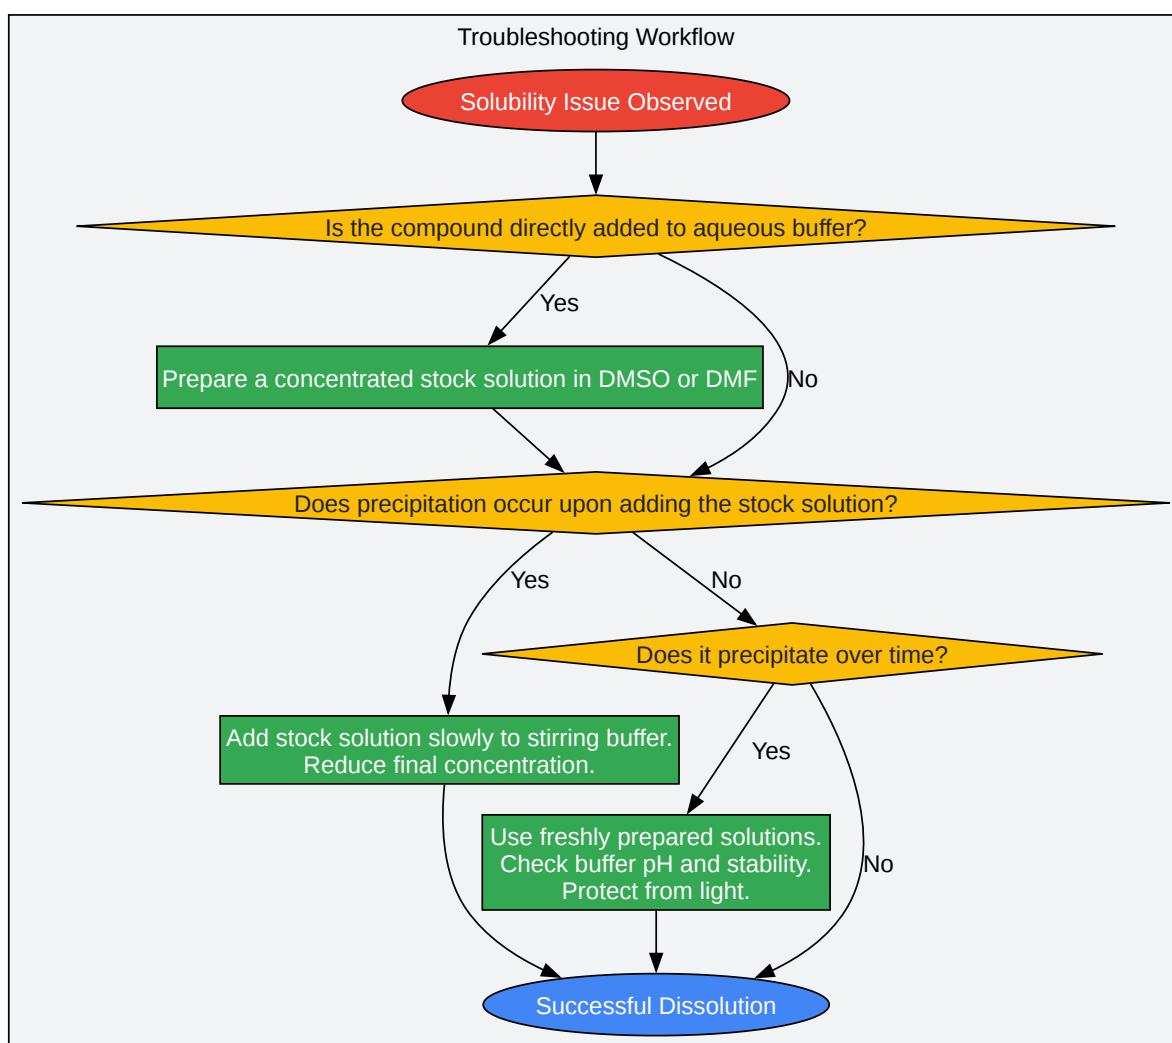 Troubleshooting Workflow
Solubility Issue Observed
Is the compound directly added to aqueous buffer?
Yes
Prepare a concentrated stock solution in DMSO or DMF
No
Does precipitation occur upon adding the stock solution?
Yes
No
Does it precipitate over time?
Add stock solution slowly to stirring buffer.
Reduce final concentration.
Yes
Use freshly prepared solutions.
Check buffer pH and stability.
Protect from light.
No
Successful Dissolution